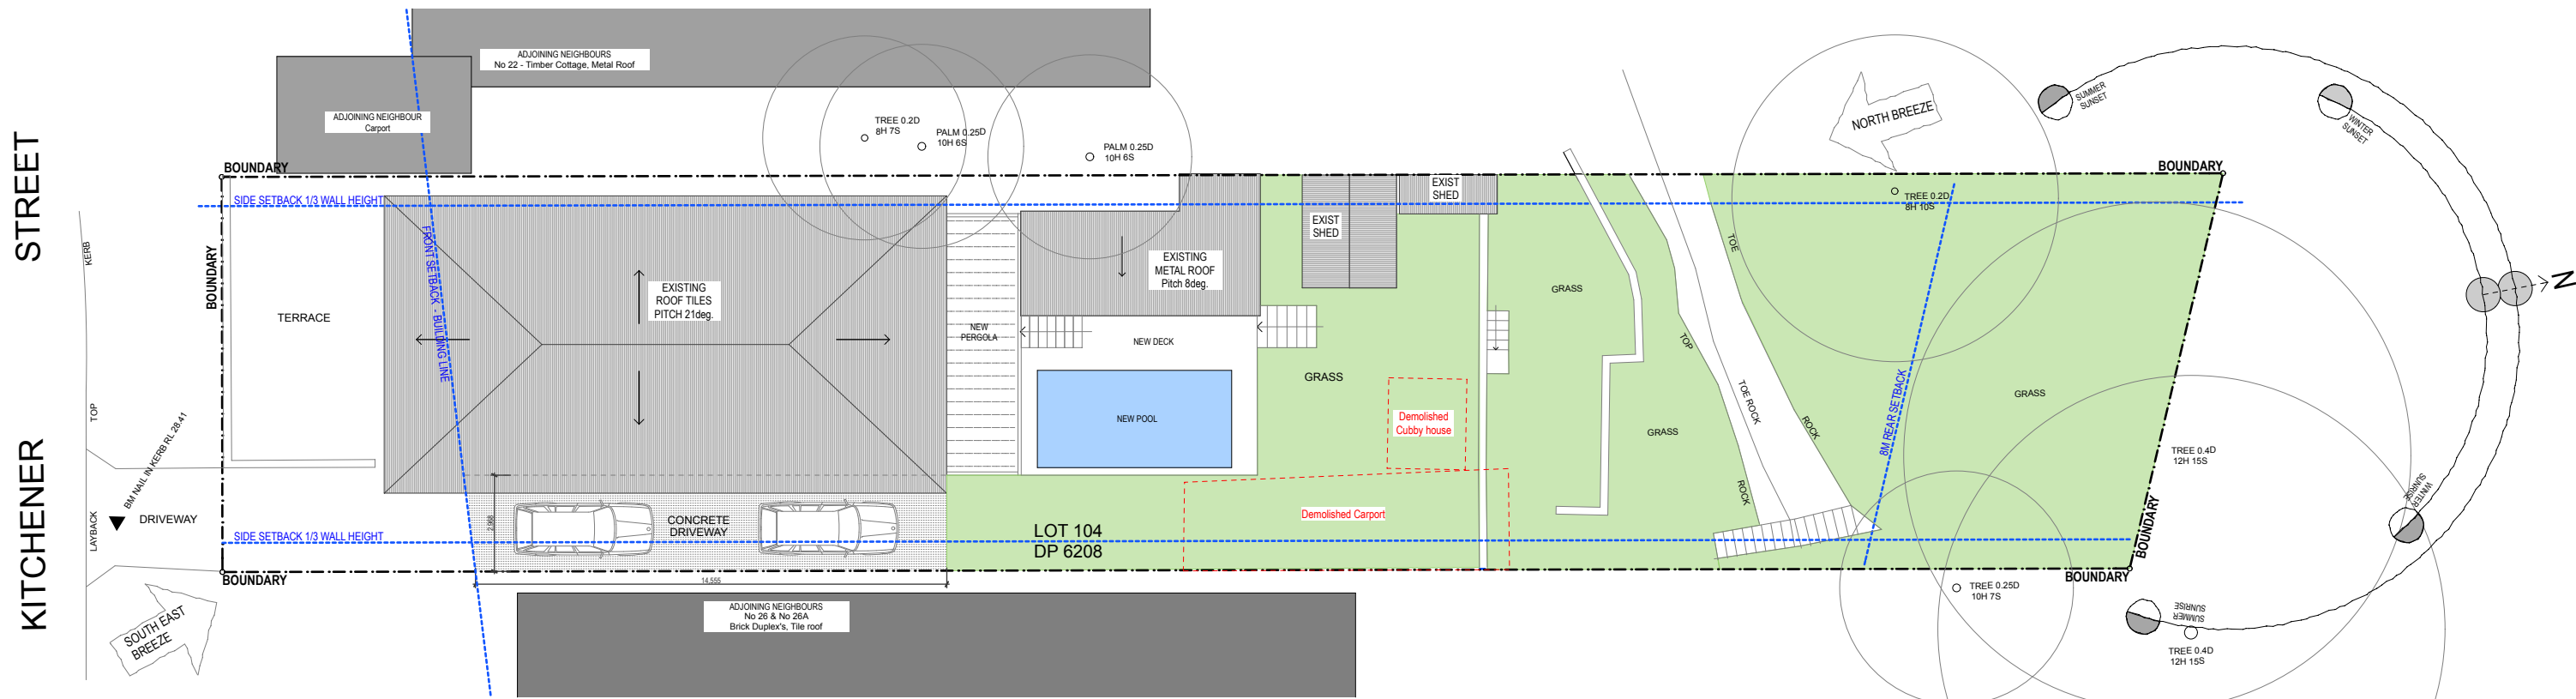 KITCHENER STREET
KERB
TOP
LAYBACK
BM NAIL IN KERB RL 28.41
DRIVEWAY
SOUTH EAST
BREEZE
BOUNDARY
BOUNDARY
BOUNDARY
SIDE SETBACK 1/3 WALL HEIGHT
SIDE SETBACK 1/3 WALL HEIGHT
TERRACE
FRONT SETBACK - BUILDING LINE
ADJOINING NEIGHBOUR
Carport
ADJOINING NEIGHBOURS
No 22 - Timber Cottage, Metal Roof
EXISTING
ROOF TILES
PITCH 21deg.
2,968
CONCRETE
DRIVEWAY
14,555
ADJOINING NEIGHBOURS
No 26 & No 26A
Brick Duplex's, Tile roof
TREE 0.2D
8H 7S
PALM 0.25D
10H 6S
PALM 0.25D
10H 6S
NEW
PERGOLA
EXISTING
METAL ROOF
Pitch 8deg.
NEW DECK
NEW POOL
LOT 104
DP 6208
EXIST
SHED
EXIST
SHED
GRASS
Demolished
Cubby house
Demolished Carport
GRASS
GRASS
TOP
ROCK
TOE ROCK
TOE
ROCK
NORTH BREEZE
TREE 0.2D
8H 10S
8M REAR SETBACK
GRASS
BOUNDARY
BOUNDARY
BOUNDARY
TREE 0.4D
12H 15S
TREE 0.25D
10H 7S
TREE 0.4D
12H 15S
SUMMER
SUNSET
WINTER
SUNSET
N
WINTER
SUNRISE
SUMMER
SUNRISE